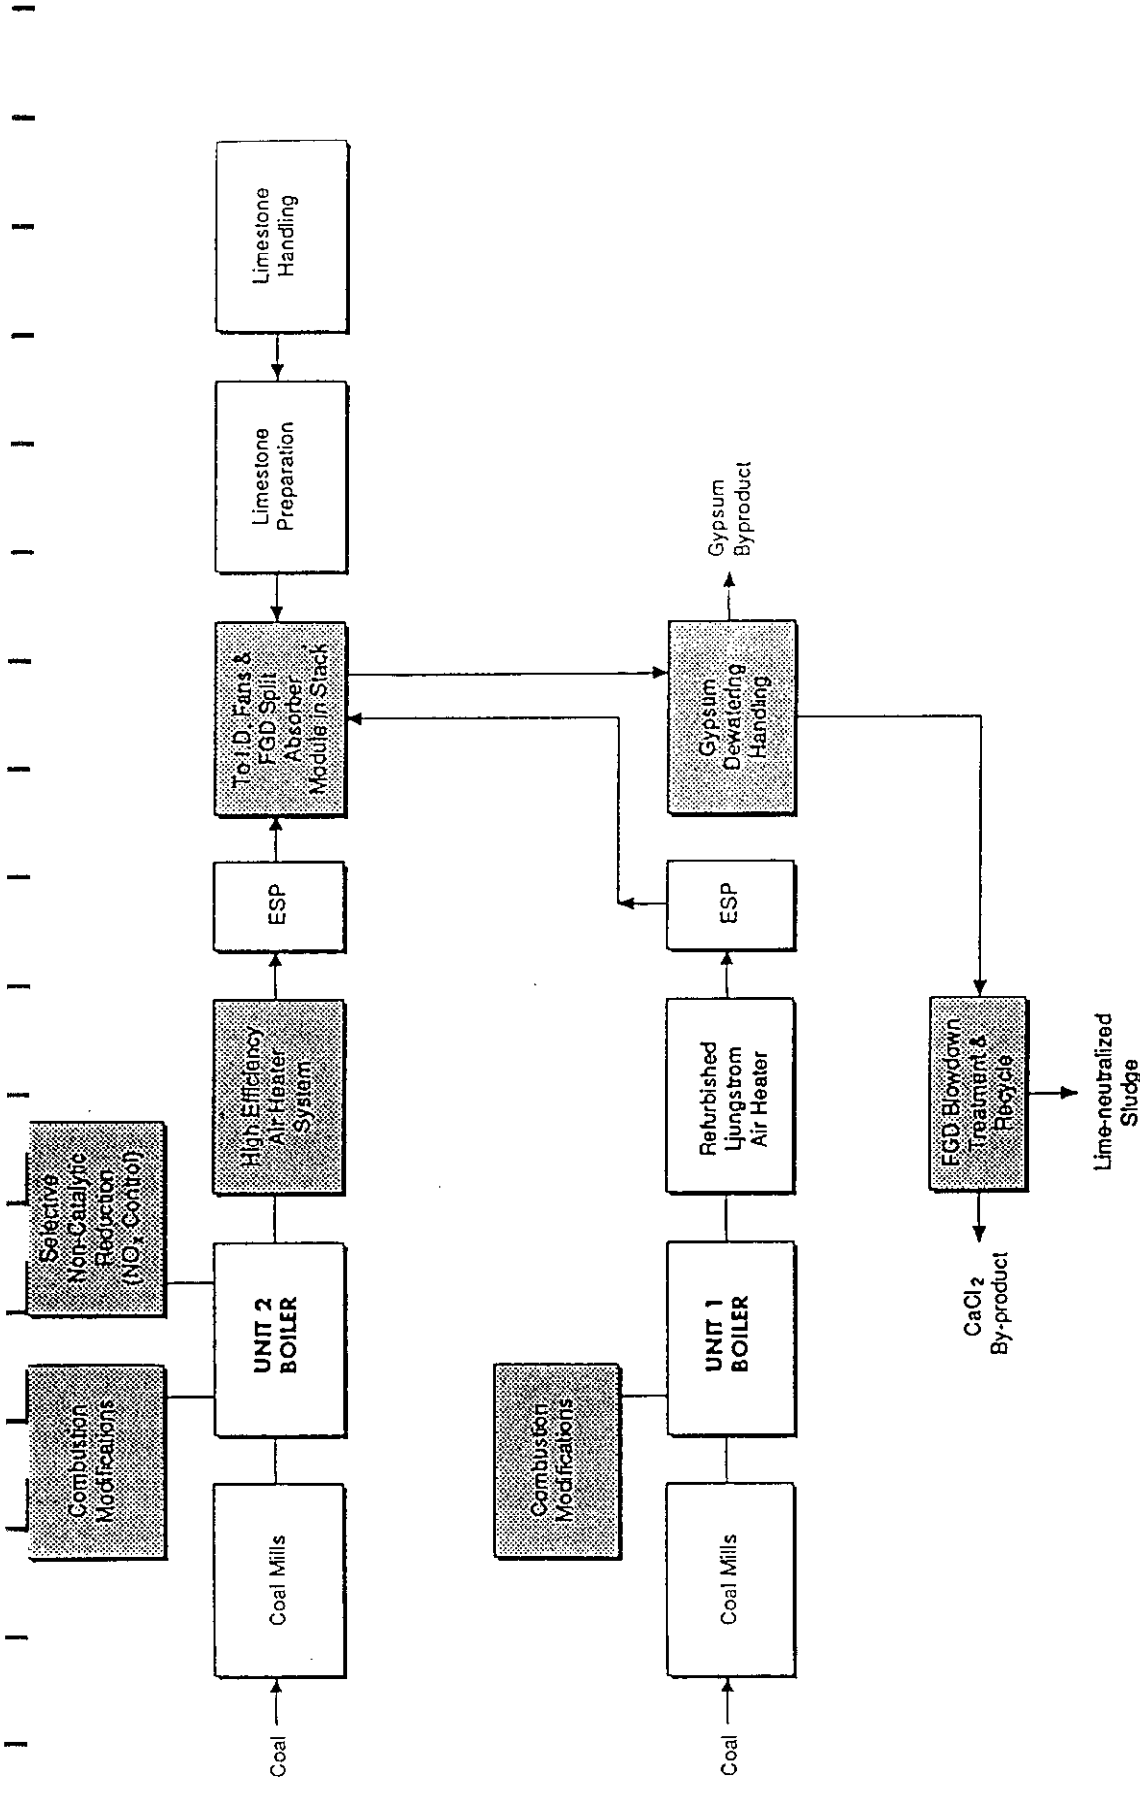 Combustion
Modifications
Selective
Non-Catalytic
Reduction
(NOx Control)
Coal
Coal Mills
UNIT 2
BOILER
High-Efficiency
Air Heater
System
ESP
To I.D. Fans &
FGD Split
Absorber
Module in Stack
Limestone
Preparation
Limestone
Handling
Combustion
Modifications
Coal
Coal Mills
UNIT 1
BOILER
Refurbished
Ljungstrom
Air Heater
ESP
Gypsum
Dewatering
Handling
Gypsum
Byproduct
CaCl2
By-product
FGD Blowdown
Treatment &
Recycle
Lime-neutralized
Sludge